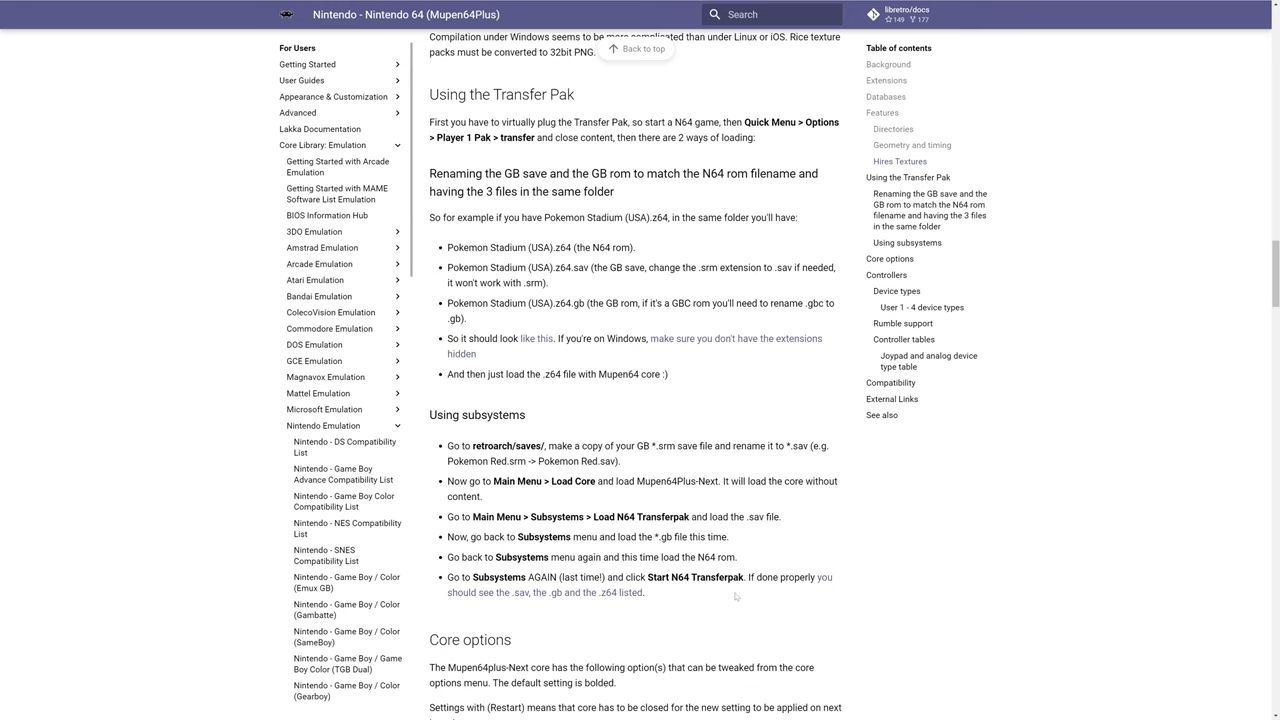 Nintendo - Nintendo 64 (Mupen64Plus)
Search
libretro/docs
149 177
For Users
Getting Started
User Guides
Appearance & Customization
Advanced
Lakka Documentation
Core Library: Emulation
Getting Started with Arcade
Emulation
Getting Started with MAME
Software List Emulation
BIOS Information Hub
3DO Emulation
Amstrad Emulation
Arcade Emulation
Atari Emulation
Bandai Emulation
ColecoVision Emulation
Commodore Emulation
DOS Emulation
GCE Emulation
Magnavox Emulation
Mattel Emulation
Microsoft Emulation
Nintendo Emulation
Nintendo - DS Compatibility
List
Nintendo - Game Boy
Advance Compatibility List
Nintendo - Game Boy Color
Compatibility List
Nintendo - NES Compatibility
List
Nintendo - SNES
Compatibility List
Nintendo - Game Boy / Color
(Emux GB)
Nintendo - Game Boy / Color
(Gambatte)
Nintendo - Game Boy / Color
(SameBoy)
Nintendo - Game Boy / Game
Boy Color (TGB Dual)
Nintendo - Game Boy / Color
(Gearboy)
Compilation under Windows seems to be more complicated than under Linux or iOS. Rice texture
packs must be converted to 32bit PNG.
Back to top
Using the Transfer Pak
First you have to virtually plug the Transfer Pak, so start a N64 game, then Quick Menu > Options
> Player 1 Pak > transfer and close content, then there are 2 ways of loading:
Renaming the GB save and the GB rom to match the N64 rom filename and
having the 3 files in the same folder
So for example if you have Pokemon Stadium (USA).z64, in the same folder you'll have:
• Pokemon Stadium (USA).z64 (the N64 rom).
• Pokemon Stadium (USA).z64.sav (the GB save, change the .srm extension to .sav if needed,
it won't work with .srm).
• Pokemon Stadium (USA).z64.gb (the GB rom, if it's a GBC rom you'll need to rename .gbc to
.gb).
• So it should look like this. If you're on Windows, make sure you don't have the extensions
hidden
• And then just load the .z64 file with Mupen64 core :)
Using subsystems
• Go to retroarch/saves/, make a copy of your GB *.srm save file and rename it to *.sav (e.g.
Pokemon Red.srm -> Pokemon Red.sav).
• Now go to Main Menu > Load Core and load Mupen64Plus-Next. It will load the core without
content.
• Go to Main Menu > Subsystems > Load N64 Transferpak and load the .sav file.
• Now, go back to Subsystems menu and load the *.gb file this time.
• Go back to Subsystems menu again and this time load the N64 rom.
• Go to Subsystems AGAIN (last time!) and click Start N64 Transferpak. If done properly you
should see the .sav, the .gb and the .z64 listed.
Core options
The Mupen64plus-Next core has the following option(s) that can be tweaked from the core
options menu. The default setting is bolded.
Settings with (Restart) means that core has to be closed for the new setting to be applied on next
Table of contents
Background
Extensions
Databases
Features
Directories
Geometry and timing
Hires Textures
Using the Transfer Pak
Renaming the GB save and the
GB rom to match the N64 rom
filename and having the 3 files
in the same folder
Using subsystems
Core options
Controllers
Device types
User 1 - 4 device types
Rumble support
Controller tables
Joypad and analog device
type table
Compatibility
External Links
See also